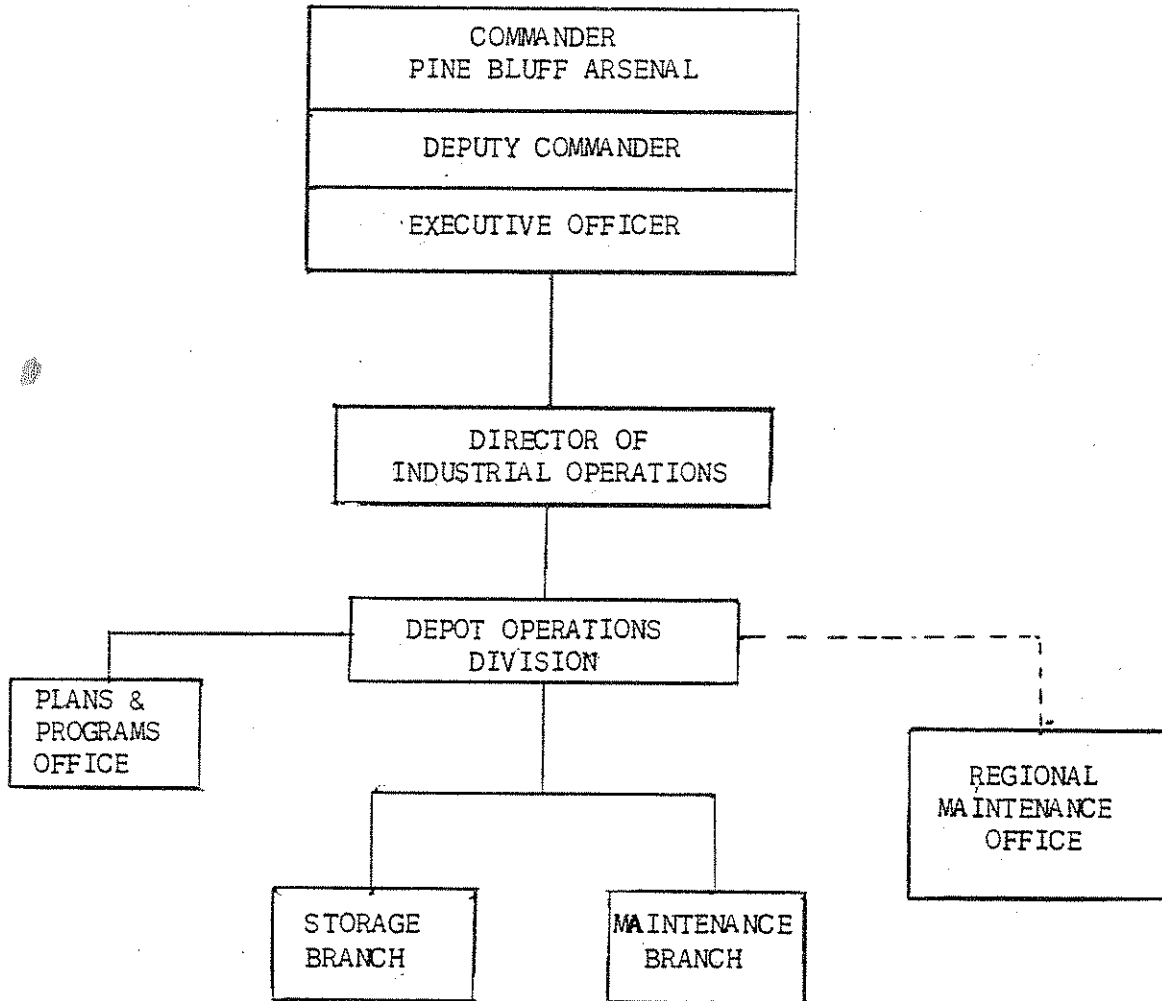 COMMANDER
PINE BLUFF ARSENAL
DEPUTY COMMANDER
EXECUTIVE OFFICER
DIRECTOR OF
INDUSTRIAL OPERATIONS
DEPOT OPERATIONS
DIVISION
PLANS &
PROGRAMS
OFFICE
REGIONAL
MAINTENANCE
OFFICE
STORAGE
BRANCH
MAINTENANCE
BRANCH